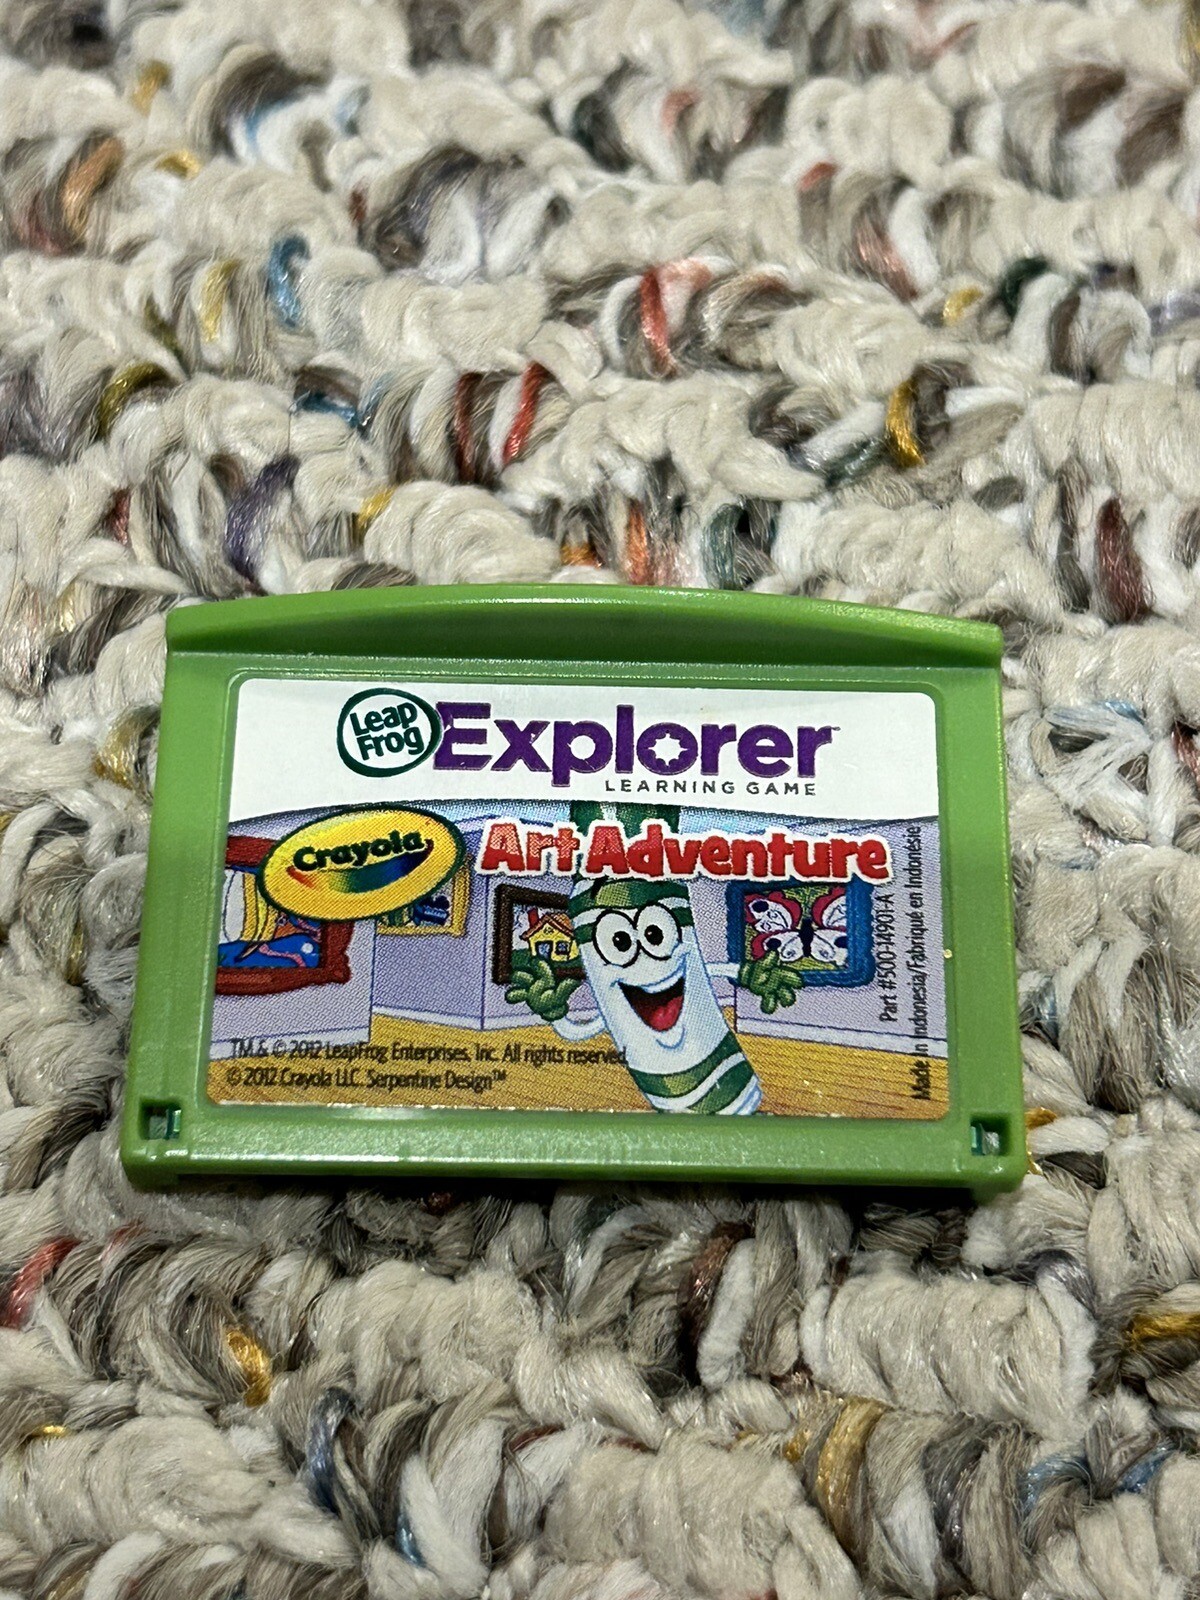 Leap
Frog
Explorer
LEARNING GAME
Crayola
Art Adventure
TM & © 2012 LeapFrog Enterprises, Inc. All rights reserved
© 2012 Crayola LLC. Serpentine Design™
Part #500-14901-A
Made in Indonesia/Fabriqué en Indonésie